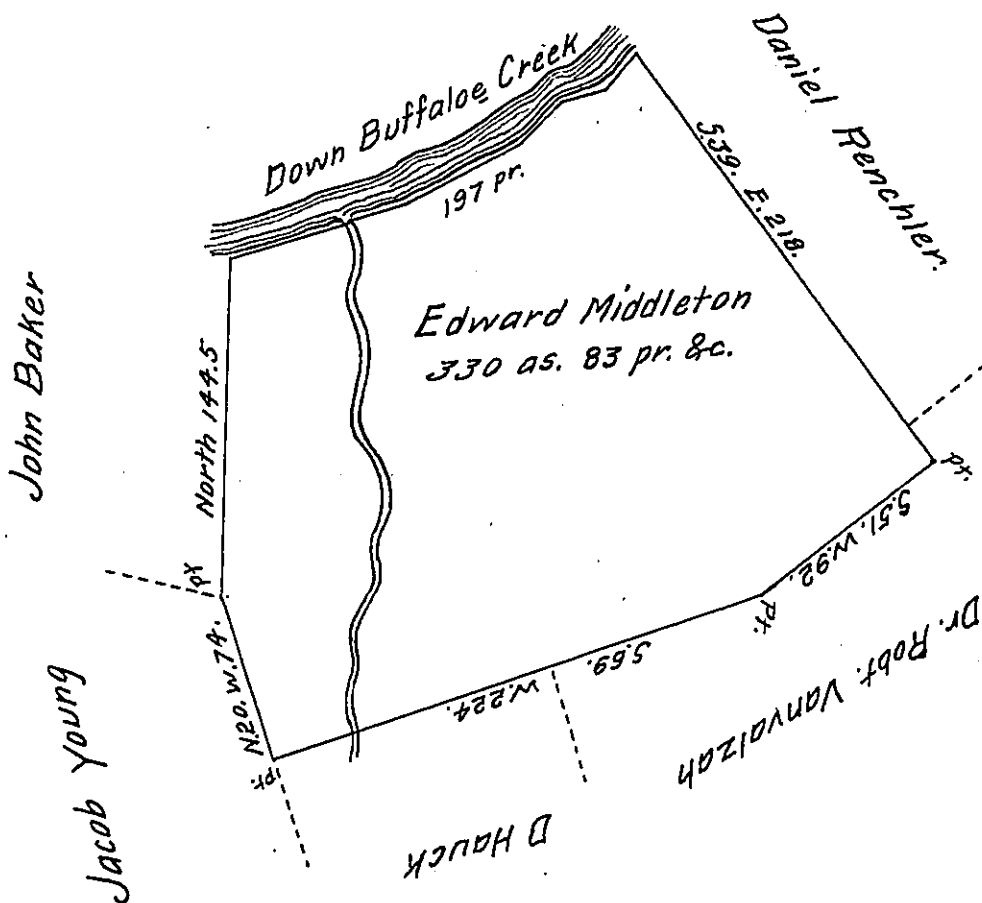 Down Buffaloe Creek
197 pr.
Daniel Renchler.
S.39. E.218.
Edward Middleton
330 as. 83 pr. &c.
John Baker
North 144.5
pt.
pt
S.51. W.92.
pt.
S.69. W.224.
Dr. Robt. Vanvalzah
N.20. W.74.
pt.
Jacob Young
D Hauck